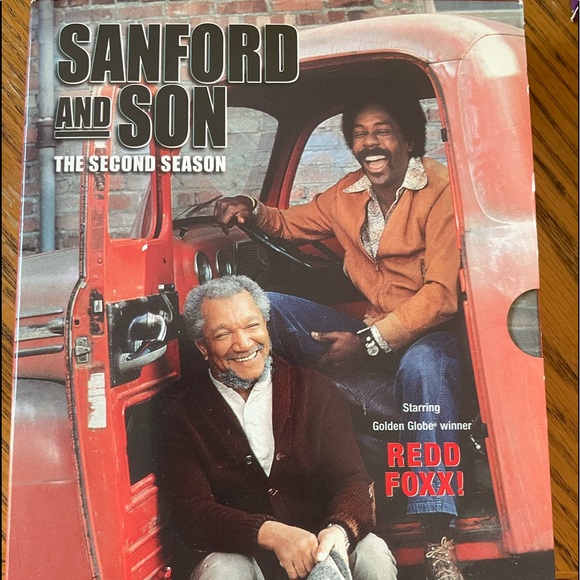 SANFORD
AND SON
THE SECOND SEASON
Starring
Golden Globe® winner
REDD
FOXX!